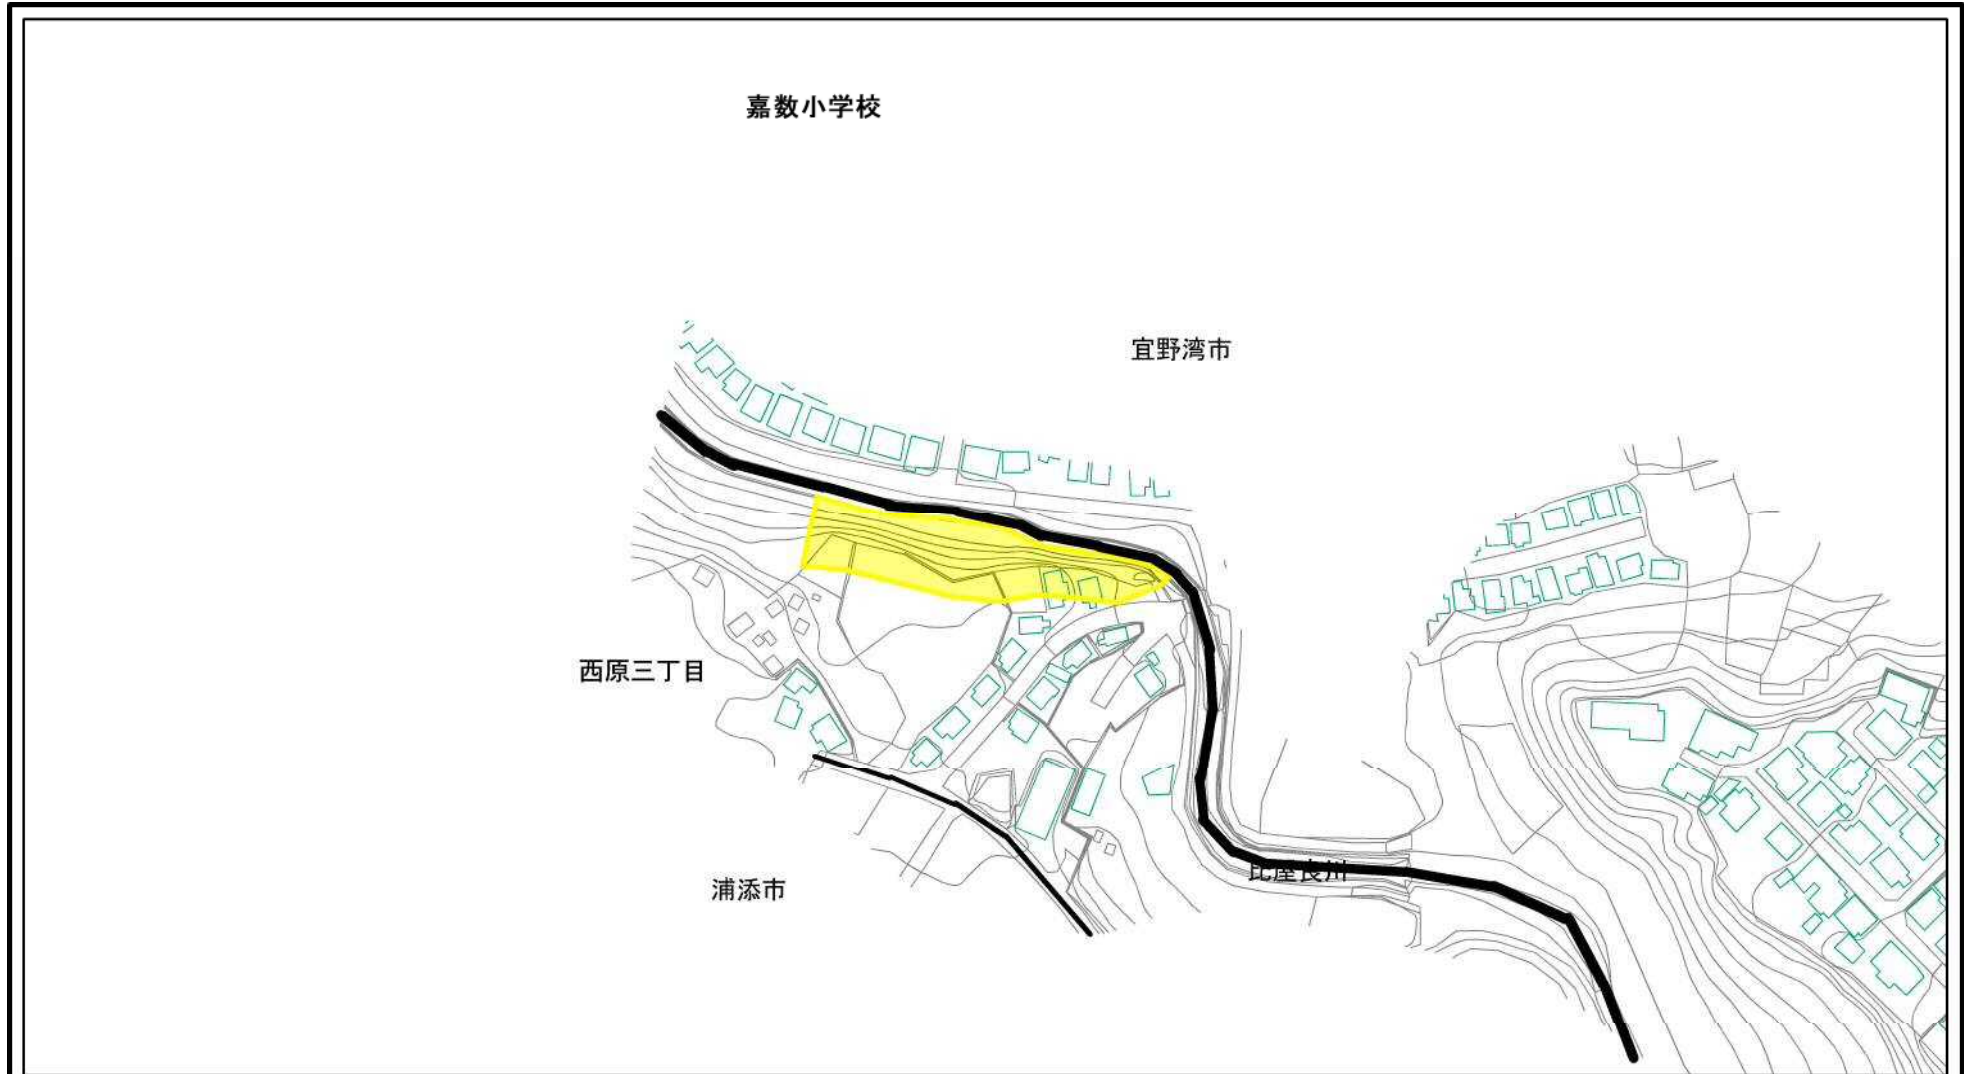 嘉数小学校
宜野湾市
西原三丁目
比屋良川
浦添市